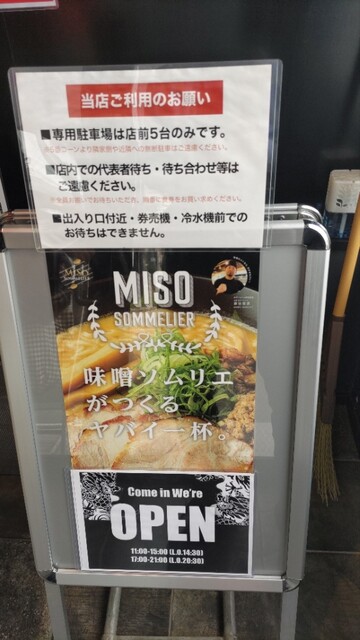 当店ご利用のお願い
■専用駐車場は店前5台のみです。
■店内での代表者待ち・待ち合わせ等は
ご遠慮ください。
■出入り口付近・券売機・冷水機前での
お待ちはできません。
MISO
SOMMELIER
味噌ソムリエ
がつくる
ヤバイ一杯。
Come in We're
OPEN
11:00-15:00 (L.O.14:30)
17:00-21:00 (L.O.20:30)